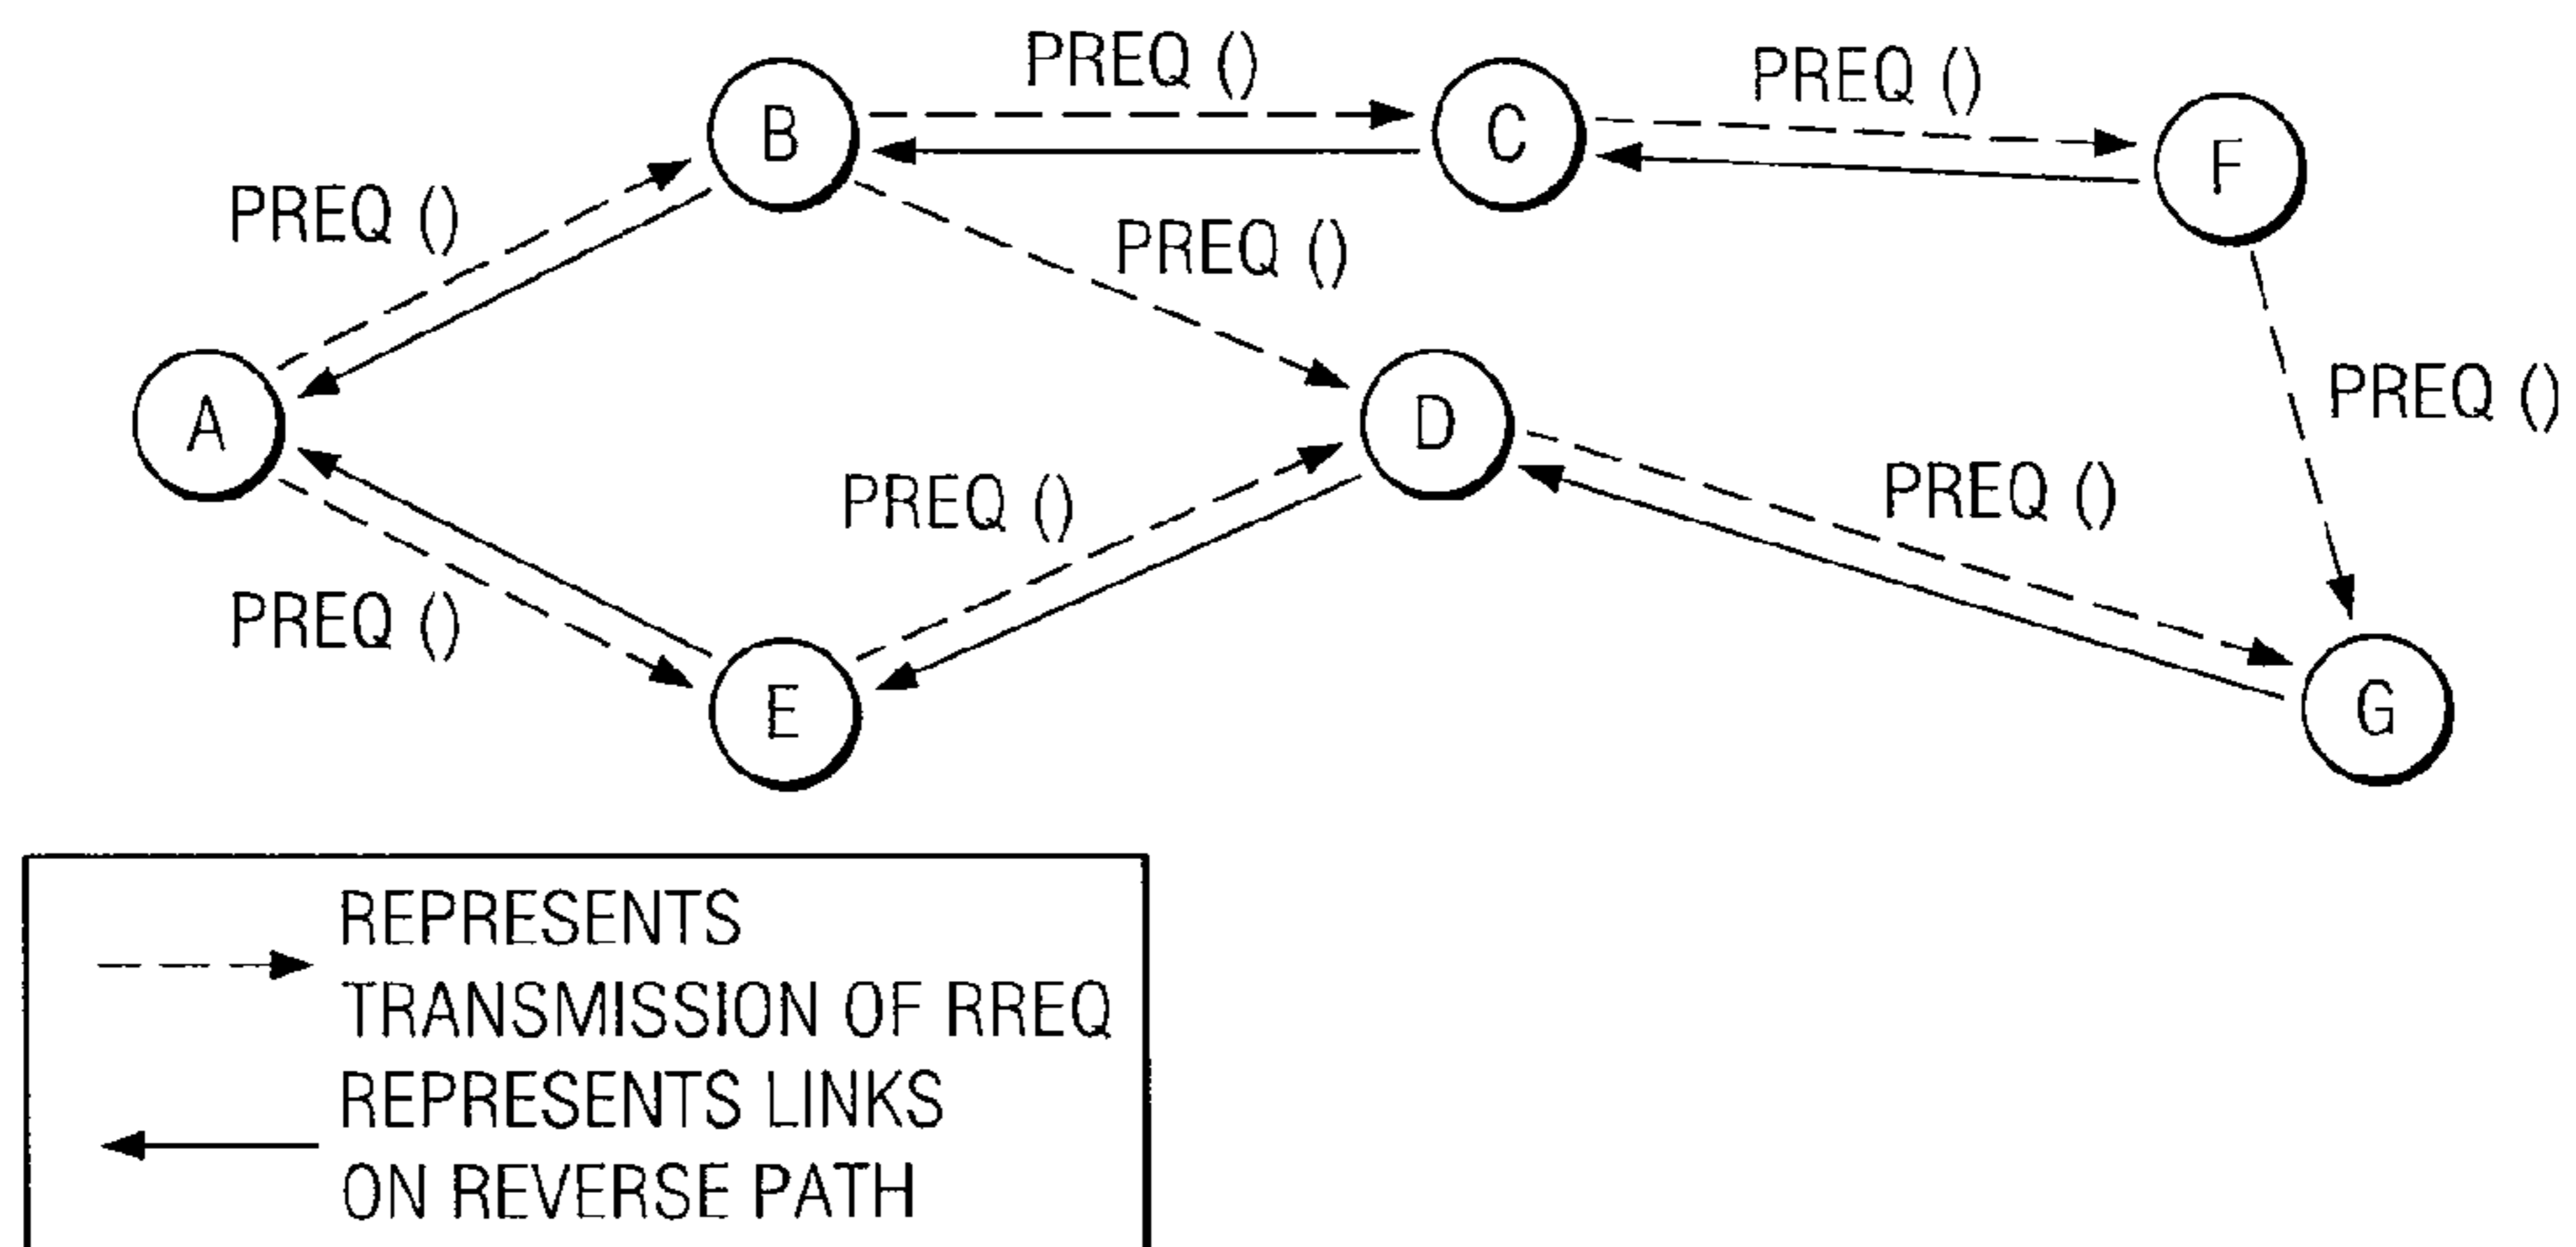 PREQ ()
PREQ ()
B
C
F
PREQ ()
PREQ ()
PREQ ()
A
D
PREQ ()
PREQ ()
PREQ ()
E
G
REPRESENTS
TRANSMISSION OF RREQ
REPRESENTS LINKS
ON REVERSE PATH